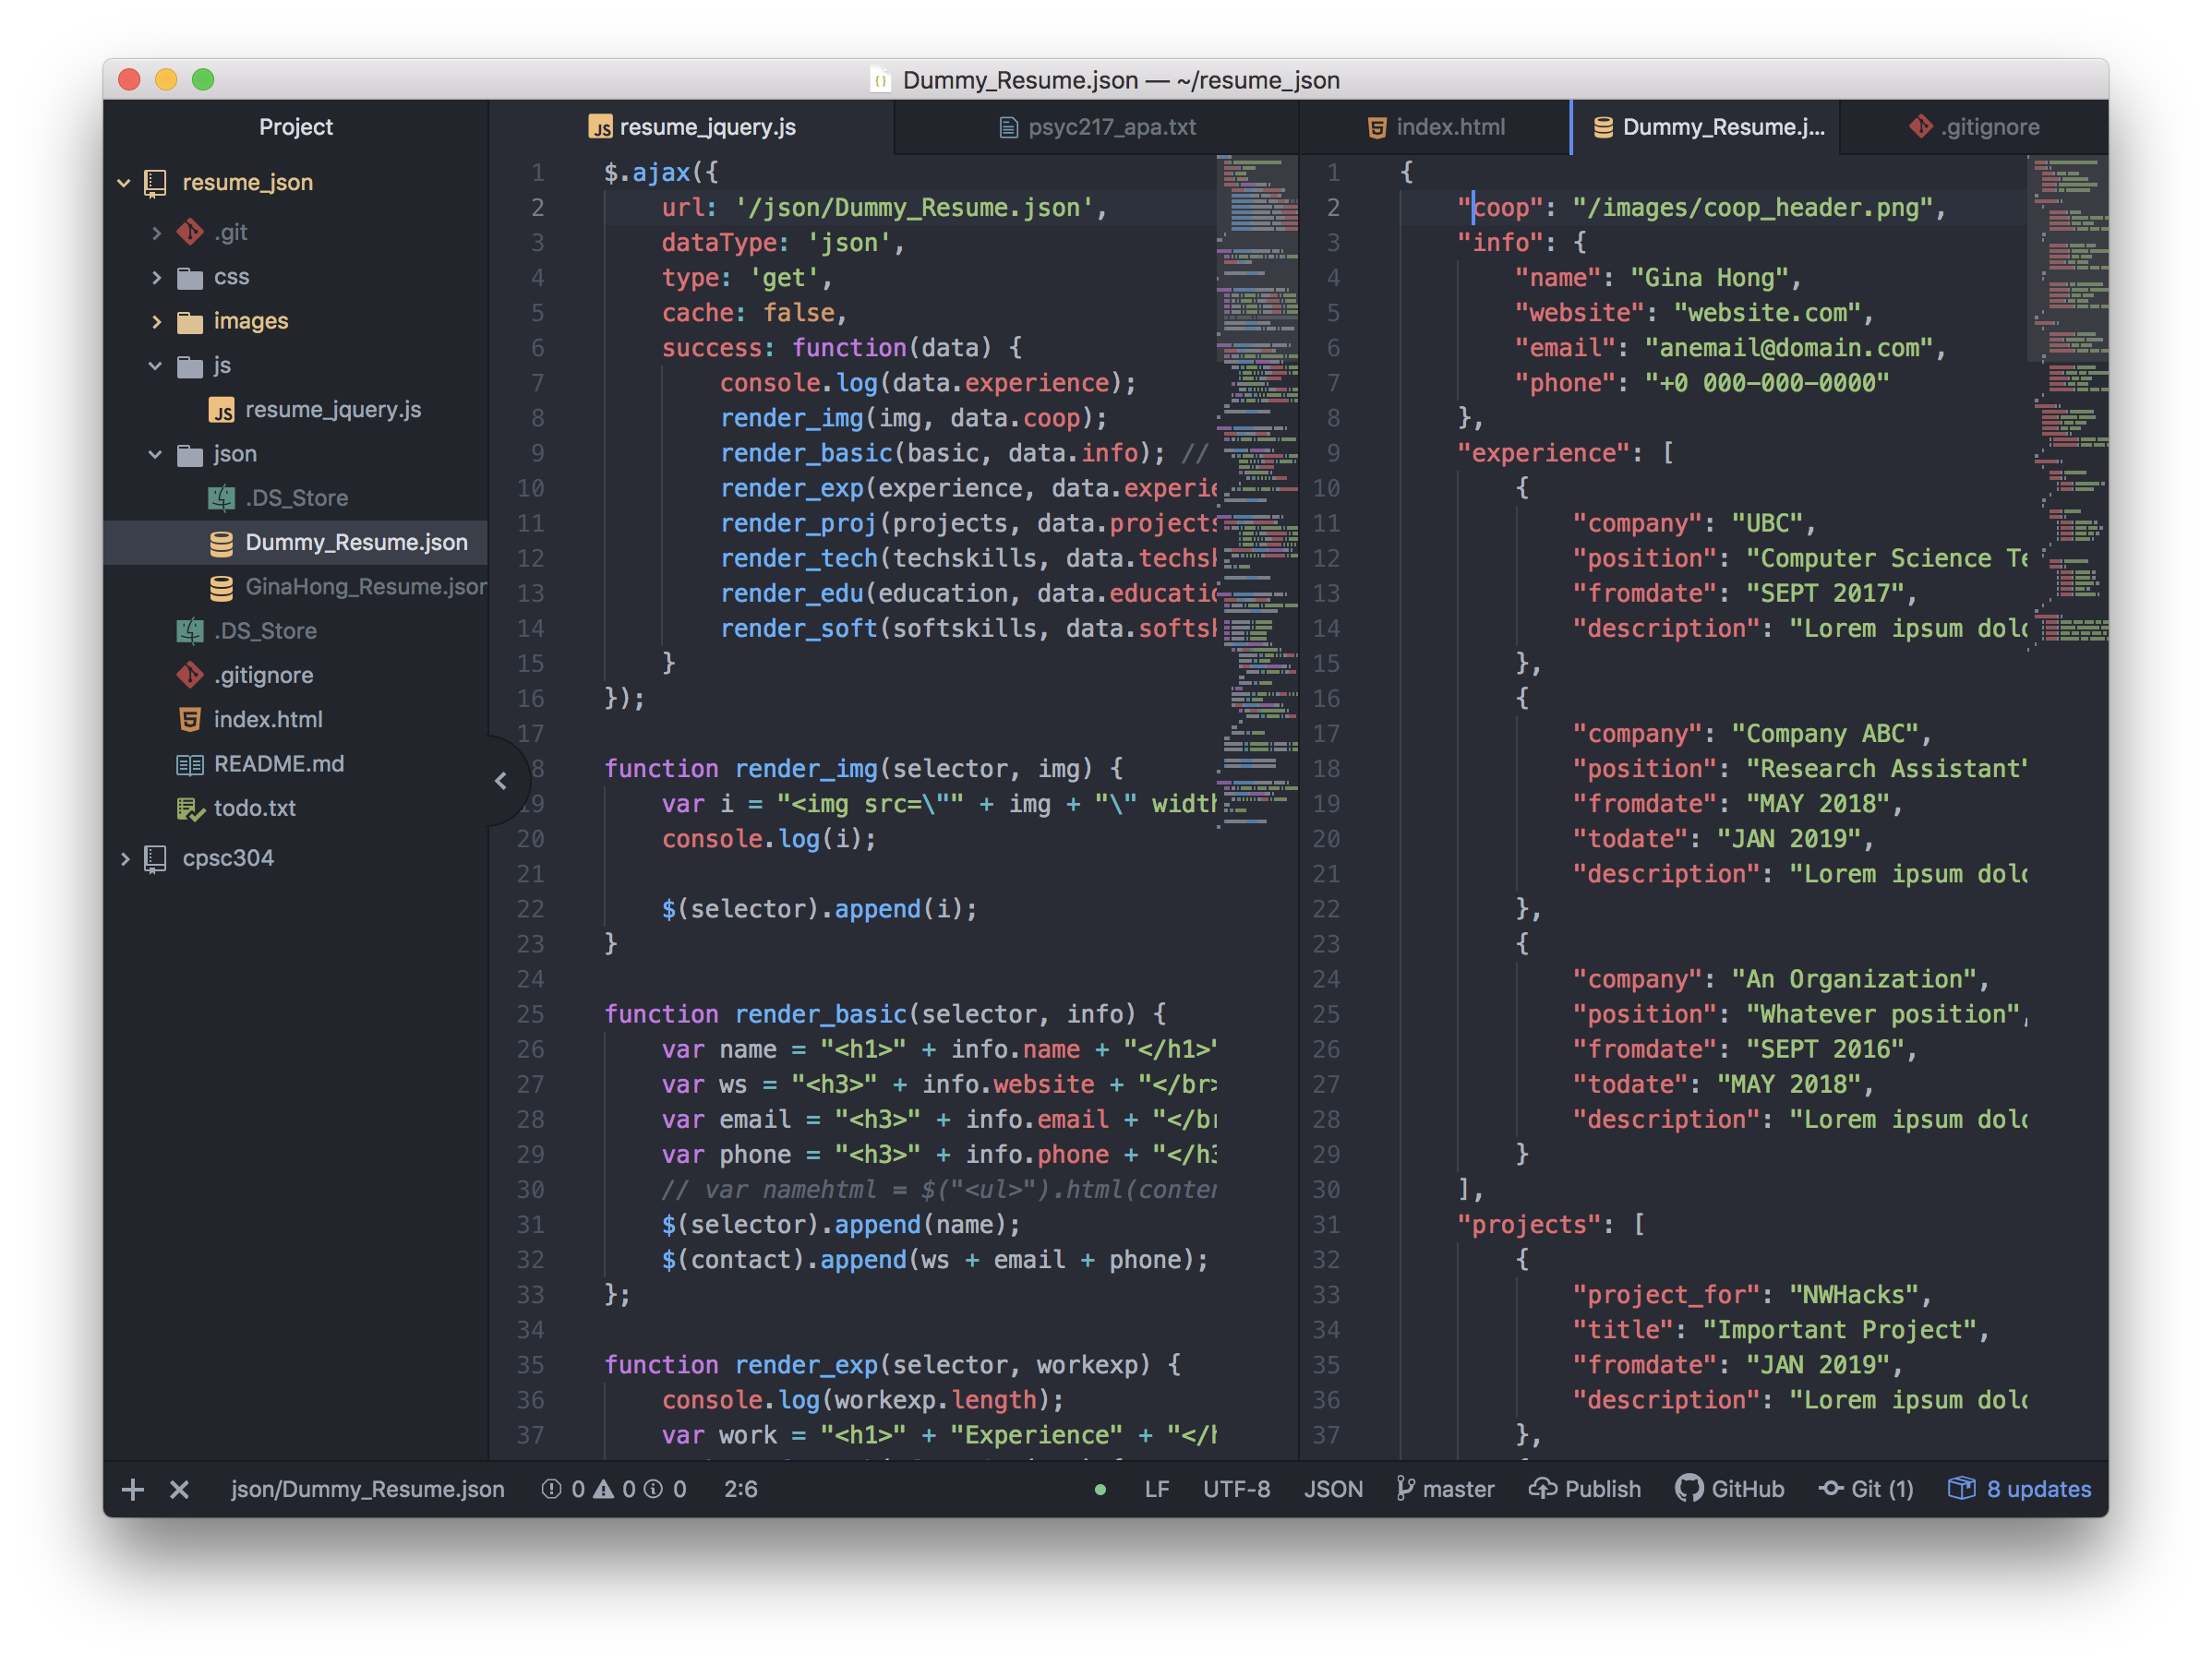 Dummy_Resume.json — ~/resume_json
Project
resume_json
.git
css
images
js
resume_jquery.js
json
.DS_Store
Dummy_Resume.json
GinaHong_Resume.jsor
.DS_Store
.gitignore
index.html
README.md
todo.txt
cpsc304
resume_jquery.js
psyc217_apa.txt
1 $.ajax({
2 url: '/json/Dummy_Resume.json',
3 dataType: 'json',
4 type: 'get',
5 cache: false,
6 success: function(data) {
7 console.log(data.experience);
8 render_img(img, data.coop);
9 render_basic(basic, data.info); //
10 render_exp(experience, data.experie
11 render_proj(projects, data.projects
12 render_tech(techskills, data.techsk
13 render_edu(education, data.educatio
14 render_soft(softskills, data.softsk
15 }
16 });
17
18 function render_img(selector, img) {
19 var i = "<img src=\"" + img + "\" width
20 console.log(i);
21
22 $(selector).append(i);
23 }
24
25 function render_basic(selector, info) {
26 var name = "<h1>" + info.name + "</h1>"
27 var ws = "<h3>" + info.website + "</br>
28 var email = "<h3>" + info.email + "</br
29 var phone = "<h3>" + info.phone + "</h3
30 // var namehtml = $("<ul>").html(conter
31 $(selector).append(name);
32 $(contact).append(ws + email + phone);
33 };
34
35 function render_exp(selector, workexp) {
36 console.log(workexp.length);
37 var work = "<h1>" + "Experience" + "</h
index.html
Dummy_Resume.j...
.gitignore
1 {
2 "coop": "/images/coop_header.png",
3 "info": {
4 "name": "Gina Hong",
5 "website": "website.com",
6 "email": "anemail@domain.com",
7 "phone": "+0 000-000-0000"
8 },
9 "experience": [
10 {
11 "company": "UBC",
12 "position": "Computer Science Te
13 "fromdate": "SEPT 2017",
14 "description": "Lorem ipsum dolo
15 },
16 {
17 "company": "Company ABC",
18 "position": "Research Assistant"
19 "fromdate": "MAY 2018",
20 "todate": "JAN 2019",
21 "description": "Lorem ipsum dolo
22 },
23 {
24 "company": "An Organization",
25 "position": "Whatever position",
26 "fromdate": "SEPT 2016",
27 "todate": "MAY 2018",
28 "description": "Lorem ipsum dolo
29 }
30 ],
31 "projects": [
32 {
33 "project_for": "NWHacks",
34 "title": "Important Project",
35 "fromdate": "JAN 2019",
36 "description": "Lorem ipsum dolo
37 },
json/Dummy_Resume.json 0 0 0 2:6 LF UTF-8 JSON master Publish GitHub Git (1) 8 updates